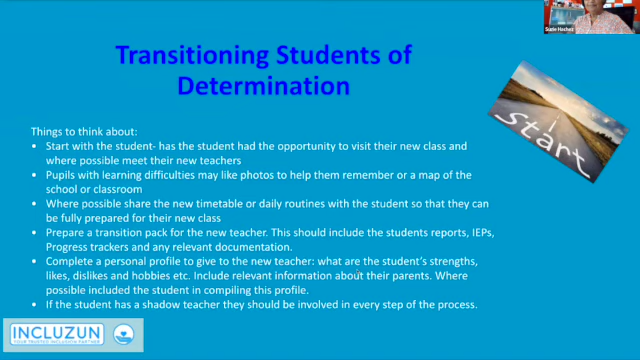 Suzie Hachez
Transitioning Students of
Determination
start
Things to think about:
• Start with the student- has the student had the opportunity to visit their new class and
where possible meet their new teachers
• Pupils with learning difficulties may like photos to help them remember or a map of the
school or classroom
• Where possible share the new timetable or daily routines with the student so that they can
be fully prepared for their new class
• Prepare a transition pack for the new teacher. This should include the students reports, IEPs,
Progress trackers and any relevant documentation.
• Complete a personal profile to give to the new teacher: what are the student's strengths,
likes, dislikes and hobbies etc. Include relevant information about their parents. Where
possible included the student in compiling this profile.
• If the student has a shadow teacher they should be involved in every step of the process.
INCLUZUN
YOUR TRUSTED INCLUSION PARTNER